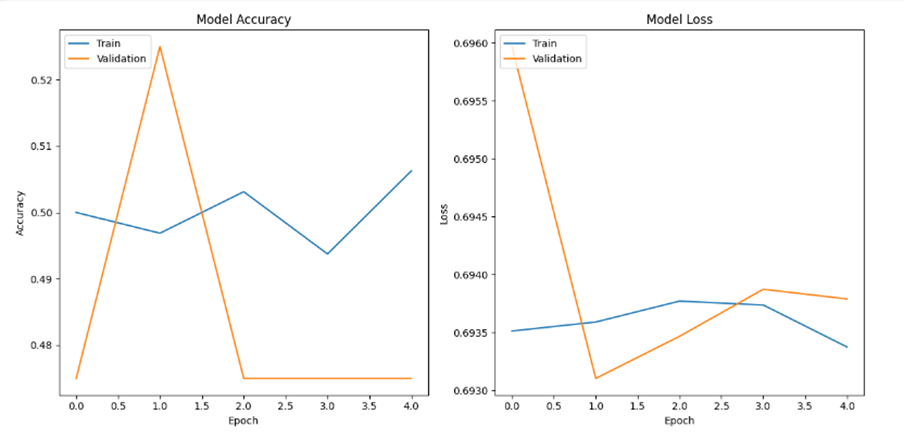 Model Accuracy
Train
Validation
0.52
0.51
0.50
0.49
0.48
Accuracy
0.0 0.5 1.0 1.5 2.0 2.5 3.0 3.5 4.0
Epoch
Model Loss
Train
Validation
0.6960
0.6955
0.6950
0.6945
0.6940
0.6935
0.6930
Loss
0.0 0.5 1.0 1.5 2.0 2.5 3.0 3.5 4.0
Epoch